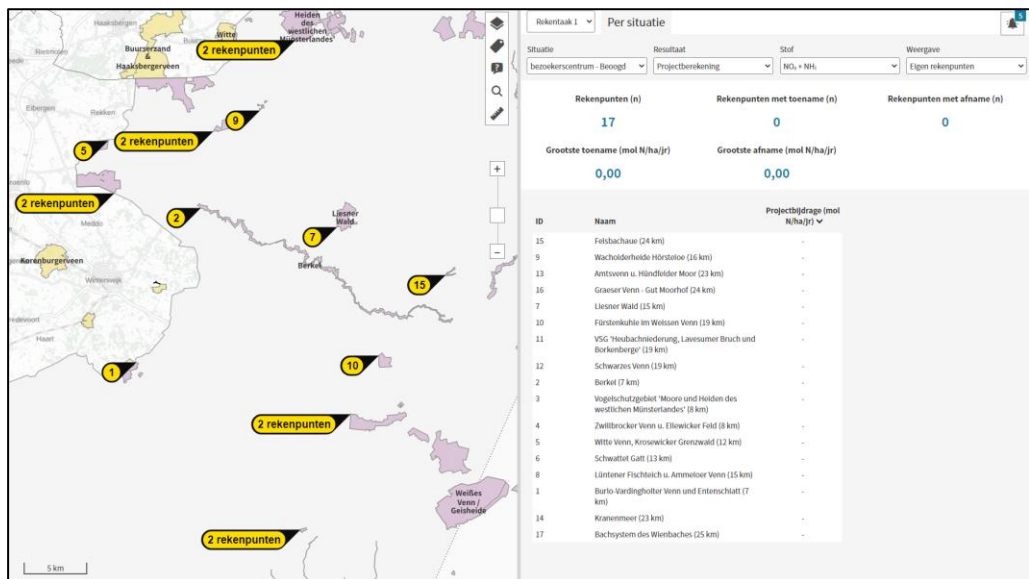 Haaksbergen
Heiden
des
westlichen
Münsterlandes
Witte
Buurserzand
&
Haaksbergerveen
2 rekenpunten
Rietmolen
Eibergen
Rekken
9
2 rekenpunten
5
2 rekenpunten
Meddo
2
Liesner
Wald
7
Berkel
Korenburgerveen
Winterswijk
15
Haart
1
10
2 rekenpunten
Weißes
Venn /
Geisheide
2 rekenpunten
4
5 km
+
−
Rekentaak 1
Per situatie
5
Situatie
Resultaat
Stof
Weergave
bezoekerscentrum - Beoogd
Projectberekening
NOₓ + NH₃
Eigen rekenpunten
Rekenpunten (n)
Rekenpunten met toename (n)
Rekenpunten met afname (n)
17
0
0
Grootste toename (mol N/ha/jr)
Grootste afname (mol N/ha/jr)
0,00
0,00
Projectbijdrage (mol
ID Naam N/ha/jr)
15 Felsbachaue (24 km) -
9 Wacholderheide Hörsteloe (16 km) -
13 Amtsvenn u. Hündfelder Moor (23 km) -
16 Graeser Venn - Gut Moorhof (24 km) -
7 Liesner Wald (15 km) -
10 Fürstenkuhle im Weissen Venn (19 km) -
11 VSG 'Heubachniederung, Lavesumer Bruch und -
Borkenberge' (19 km)
12 Schwarzes Venn (19 km) -
2 Berkel (7 km) -
3 Vogelschutzgebiet 'Moore und Heiden des -
westlichen Münsterlandes' (8 km)
4 Zwillbrocker Venn u. Ellewicker Feld (8 km) -
5 Witte Venn, Krosewicker Grenzwald (12 km) -
6 Schwattet Gatt (13 km) -
8 Lüntener Fischteich u. Ammeloer Venn (15 km) -
1 Burlo-Vardingholter Venn und Entenschlatt (7 -
km)
14 Kranenmeer (23 km) -
17 Bachsystem des Wienbaches (25 km) -